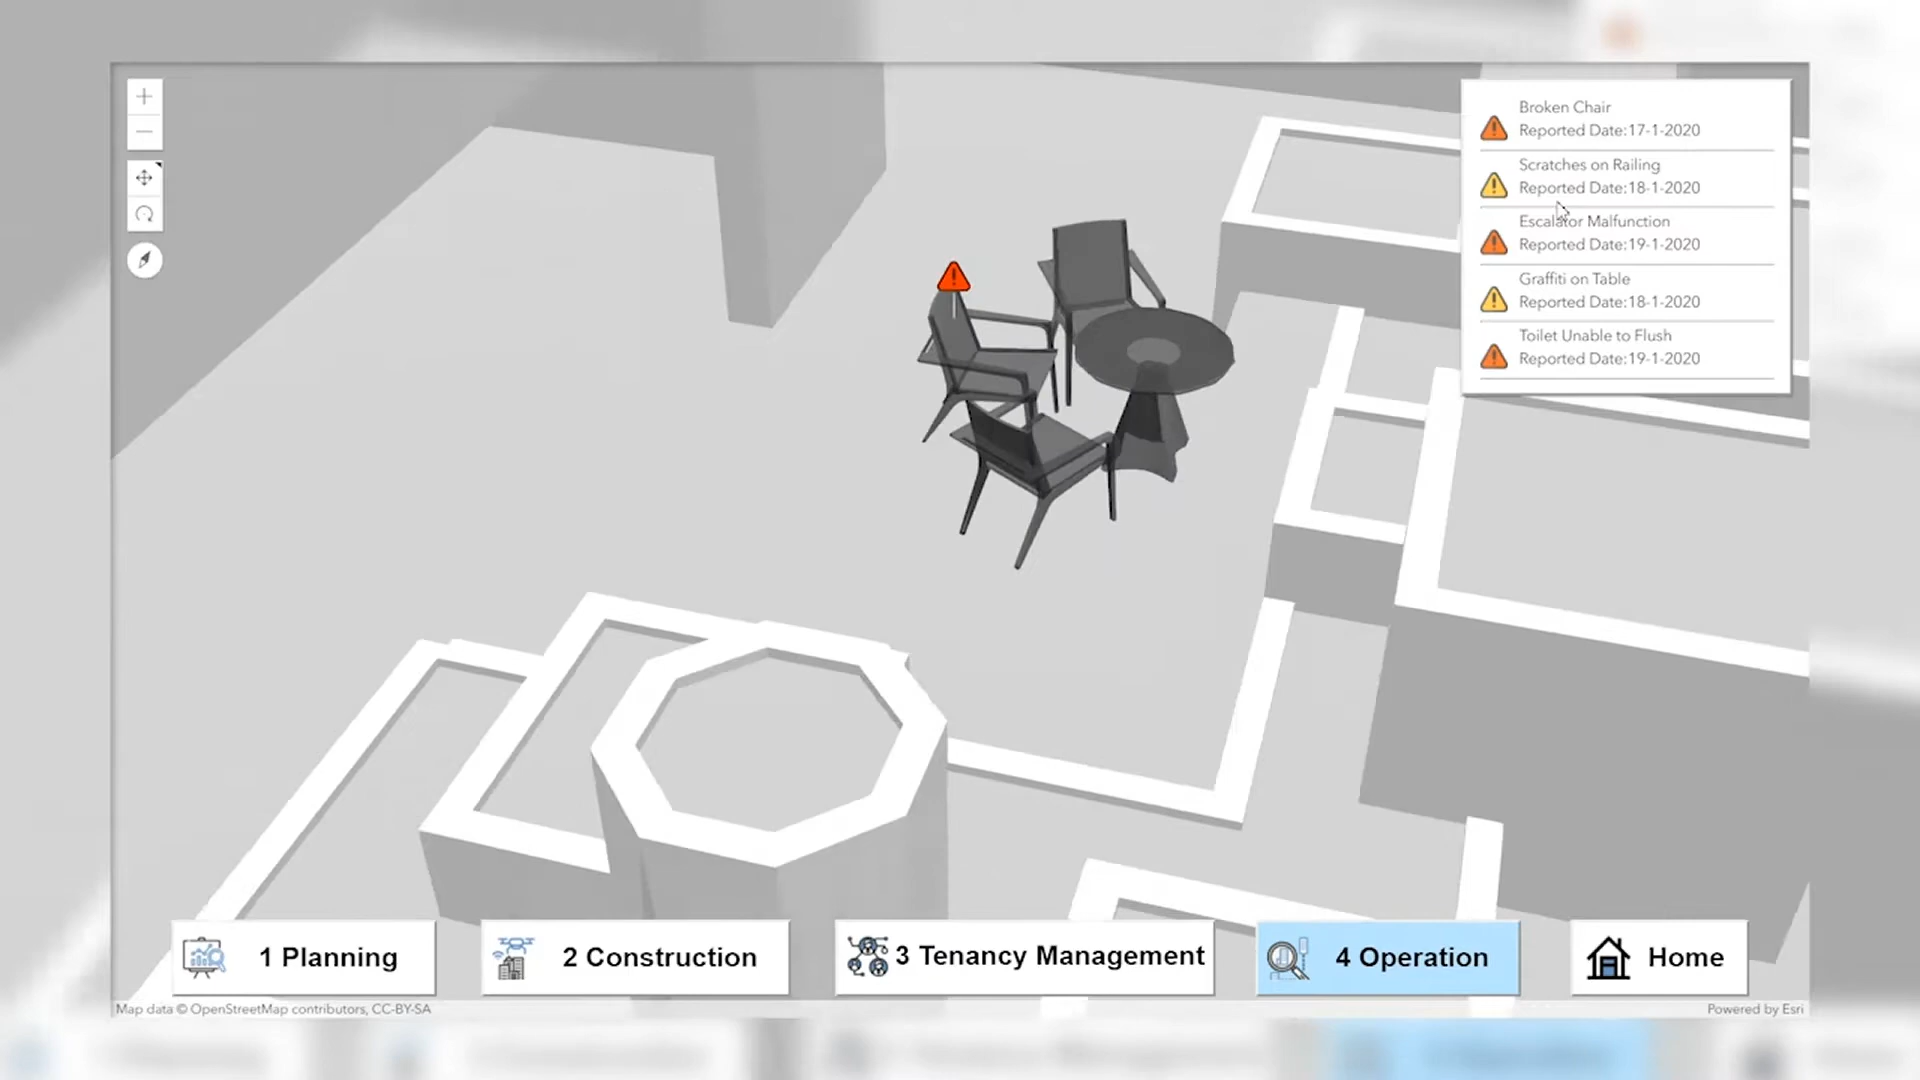 Broken Chair
Reported Date:17-1-2020
Scratches on Railing
Reported Date:18-1-2020
Escalator Malfunction
Reported Date:19-1-2020
Graffiti on Table
Reported Date:18-1-2020
Toilet Unable to Flush
Reported Date:19-1-2020
1 Planning
2 Construction
3 Tenancy Management
4 Operation
Home
Map data © OpenStreetMap contributors, CC-BY-SA
Powered by Esri